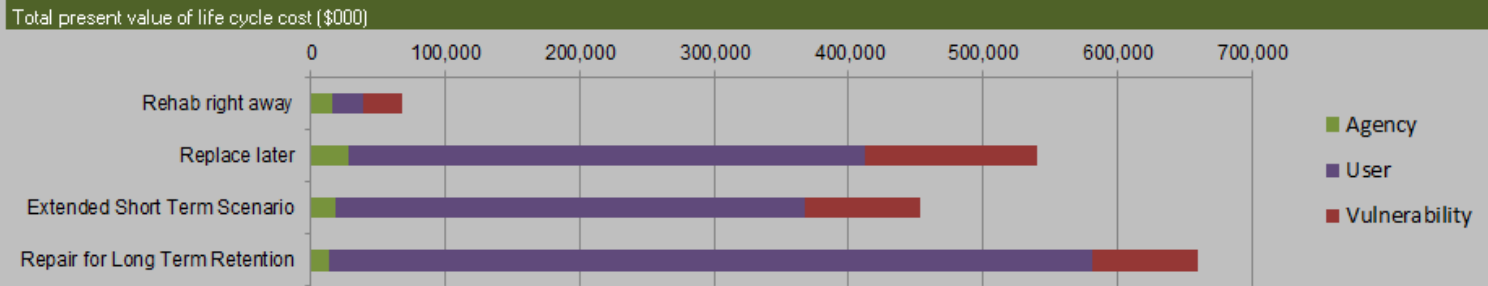 Total present value of life cycle cost ($000)
0 100,000 200,000 300,000 400,000 500,000 600,000 700,000
Rehab right away
Replace later
Extended Short Term Scenario
Repair for Long Term Retention
Agency
User
Vulnerability